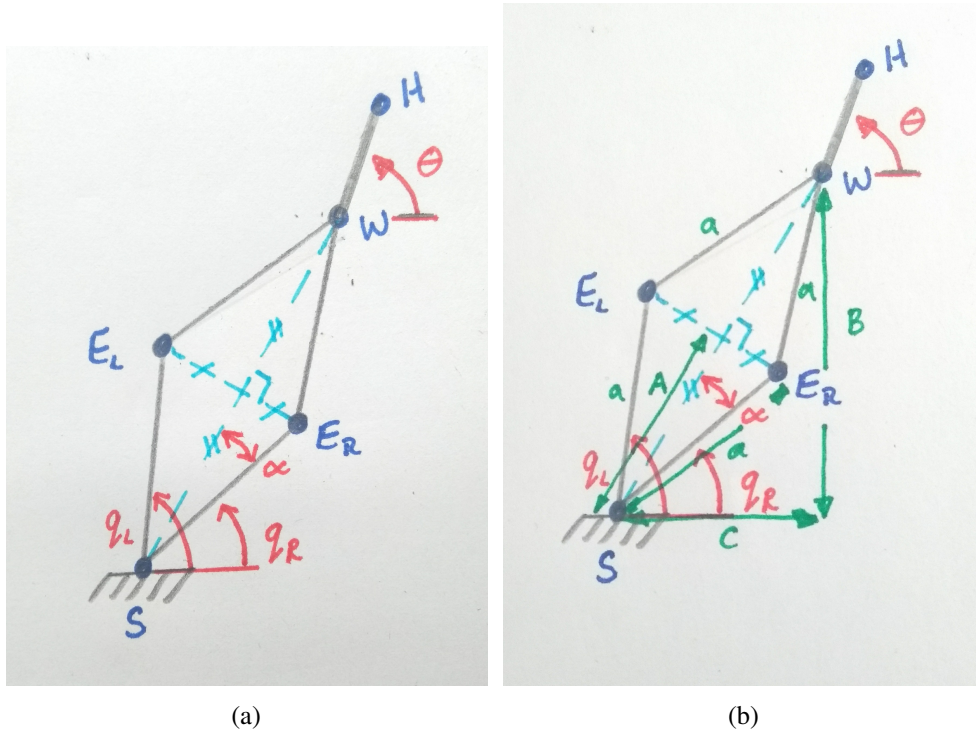 H
θ
W
E_L
E_R
α
q_L
q_R
S
(a)
H
θ
W
a
E_L
a
B
a
A
E_R
α
a
q_L
q_R
C
S
(b)